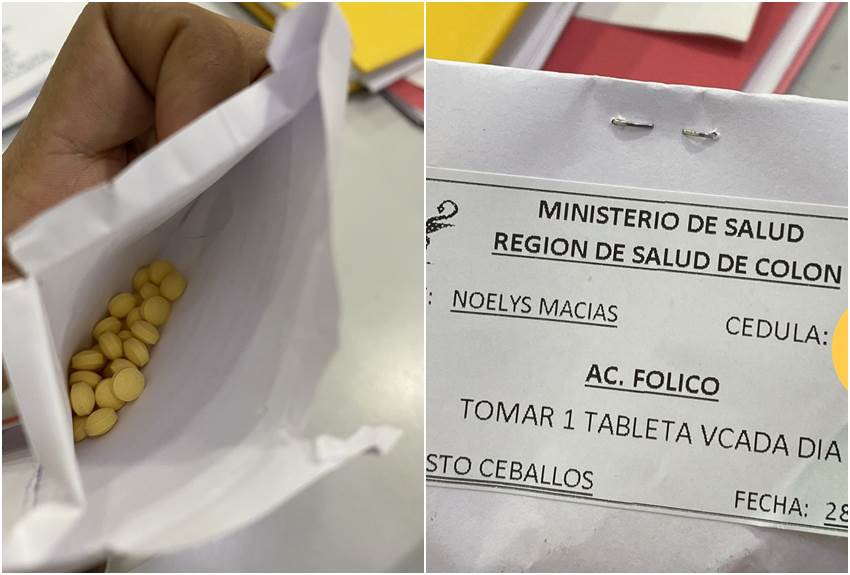 MINISTERIO DE SALUD
REGION DE SALUD DE COLON
: NOELYS MACIAS
CEDULA:
AC. FOLICO
TOMAR 1 TABLETA VCADA DIA
STO CEBALLOS
FECHA: 28